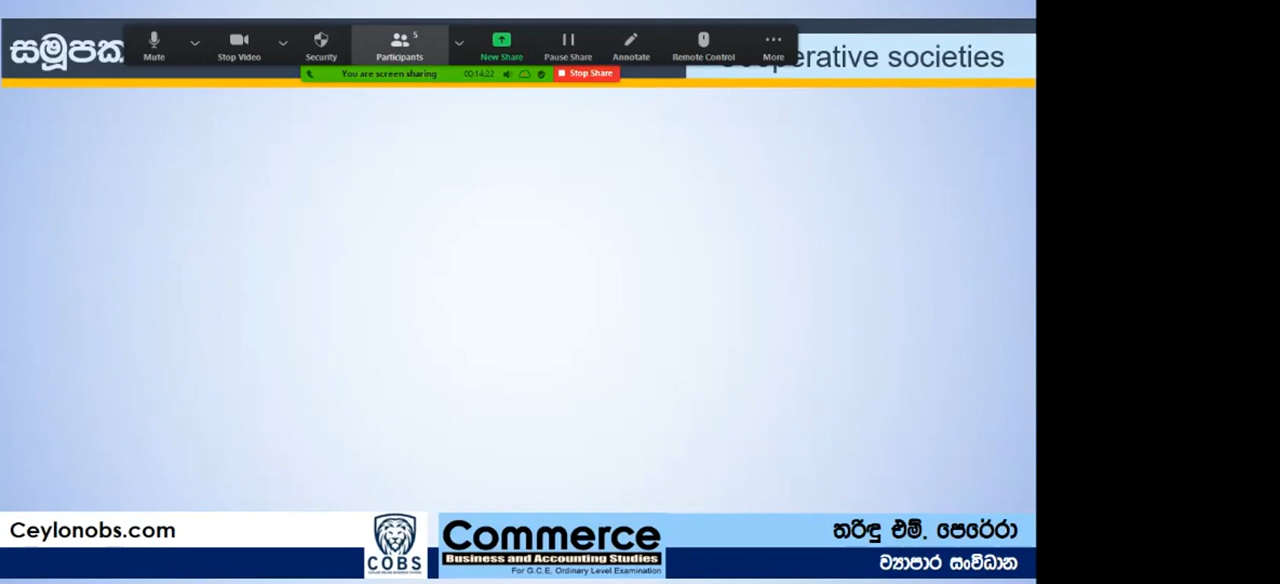 සමූපක
Mute
Stop Video
Security
5
Participants
New Share
Pause Share
Annotate
Remote Control
More
You are screen sharing
00:14:22
Stop Share
societies
Ceylonobs.com
COBS
Commerce
Business and Accounting Studies
For G.C.E. Ordinary Level Examination
තරිඳු එම්. පෙරේරා
ව්‍යාපාර සංවිධාන